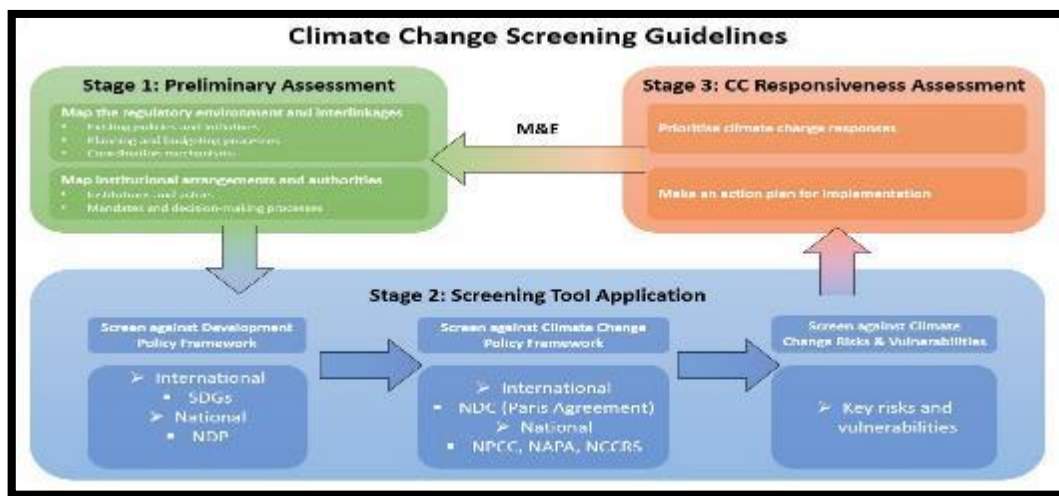 Climate Change Screening Guidelines
Stage 1: Preliminary Assessment
Map the regulatory environment and interlinkages
Existing policies and initiatives
Planning and budgeting processes
Coordination mechanisms
Map institutional arrangements and authorities
Institutions and actors
Mandates and decision-making processes
M&E
Stage 3: CC Responsiveness Assessment
Prioritise climate change responses
Make an action plan for implementation
Stage 2: Screening Tool Application
Screen against Development
Policy Framework
➢ International
▪ SDGs
➢ National
▪ NDP
Screen against Climate Change
Policy Framework
➢ International
▪ NDC (Paris Agreement)
➢ National
▪ NPCC, NAPA, NCCRS
Screen against Climate
Change Risks & Vulnerabilities
➢ Key risks and
vulnerabilities